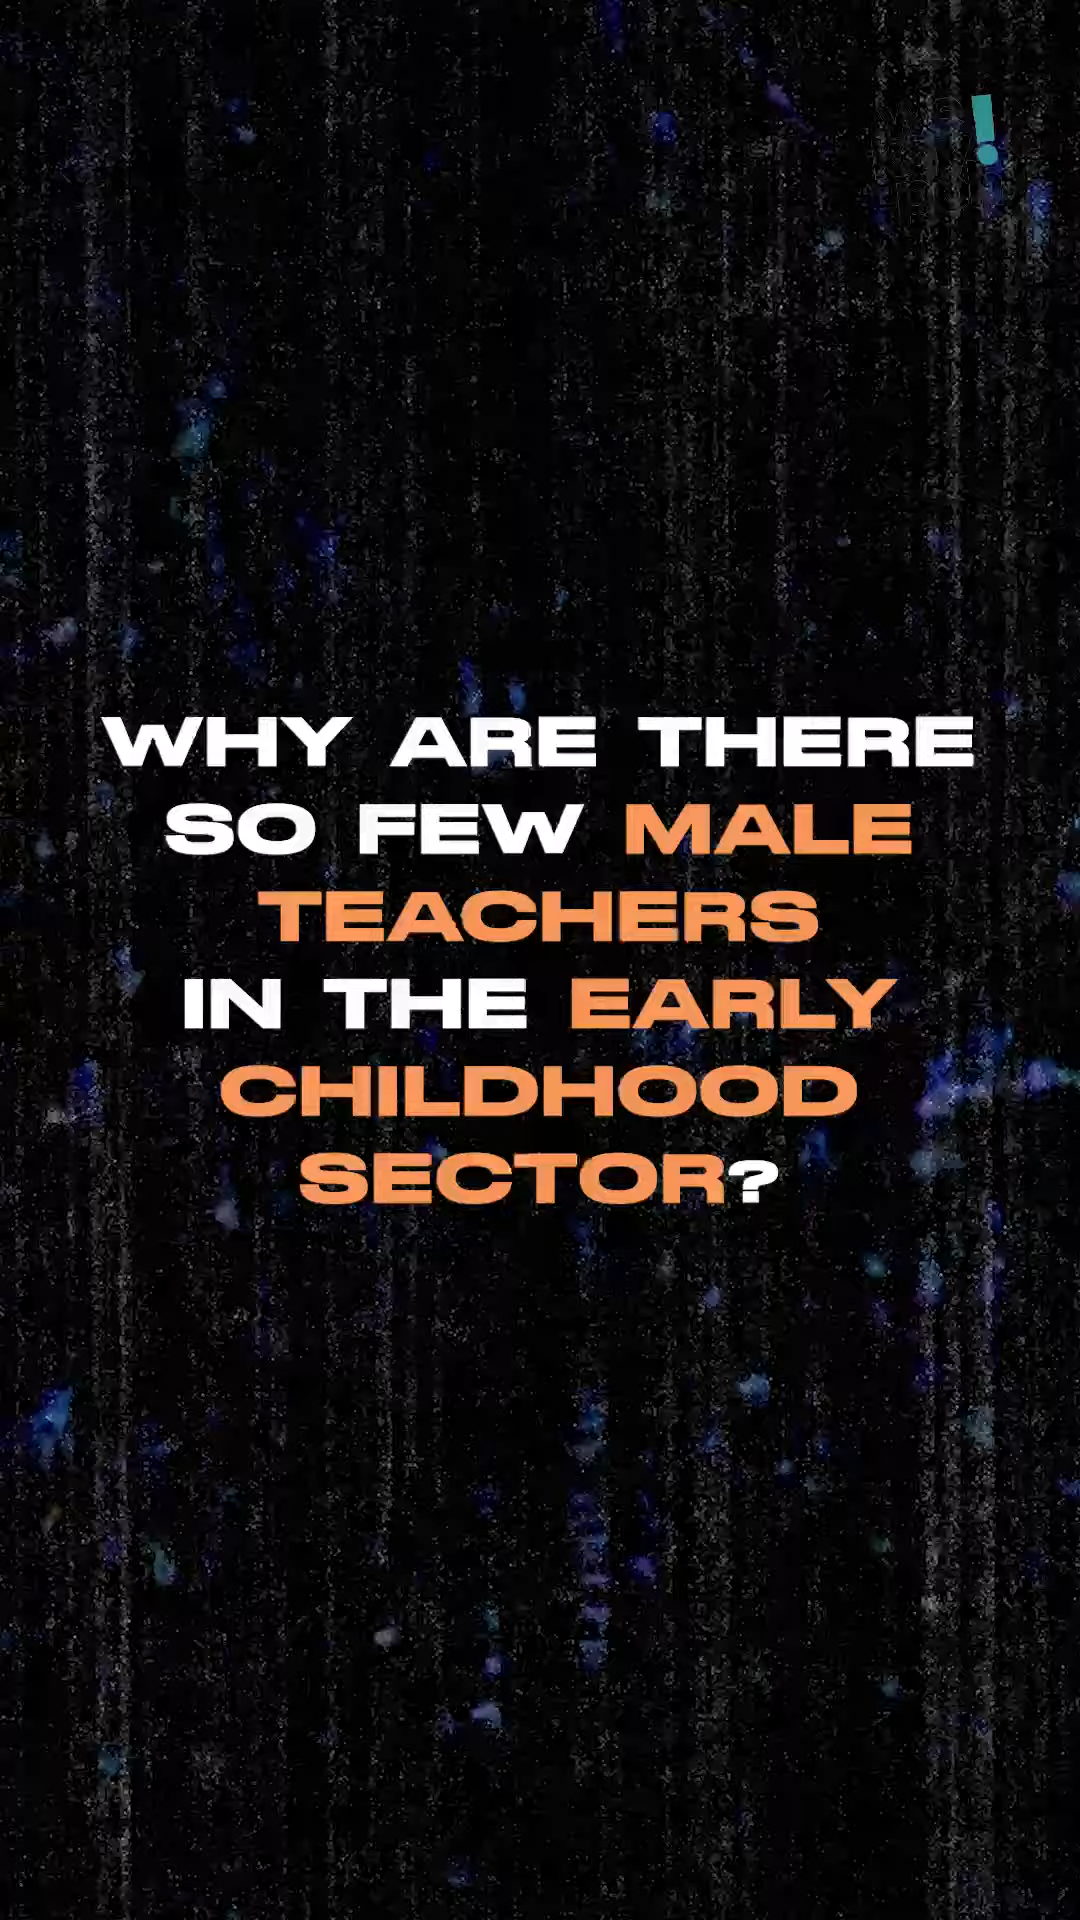 WHY ARE THERE
SO FEW MALE
TEACHERS
IN THE EARLY
CHILDHOOD
SECTOR?